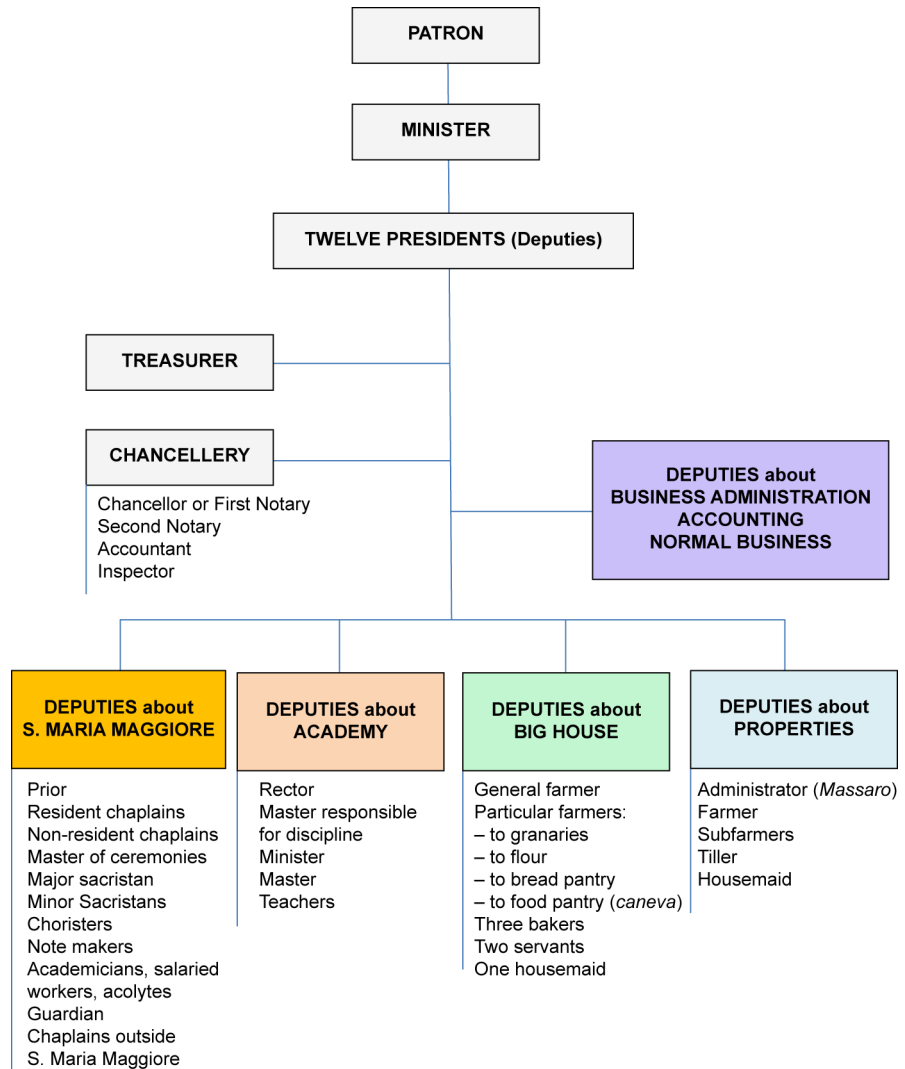 PATRON
MINISTER
TWELVE PRESIDENTS (Deputies)
TREASURER
CHANCELLERY
Chancellor or First Notary
Second Notary
Accountant
Inspector
DEPUTIES about
BUSINESS ADMINISTRATION
ACCOUNTING
NORMAL BUSINESS
DEPUTIES about
S. MARIA MAGGIORE
Prior
Resident chaplains
Non-resident chaplains
Master of ceremonies
Major sacristan
Minor Sacristans
Choristers
Note makers
Academicians, salaried
workers, acolytes
Guardian
Chaplains outside
S. Maria Maggiore
DEPUTIES about
ACADEMY
Rector
Master responsible
for discipline
Minister
Master
Teachers
DEPUTIES about
BIG HOUSE
General farmer
Particular farmers:
– to granaries
– to flour
– to bread pantry
– to food pantry (caneva)
Three bakers
Two servants
One housemaid
DEPUTIES about
PROPERTIES
Administrator (Massaro)
Farmer
Subfarmers
Tiller
Housemaid